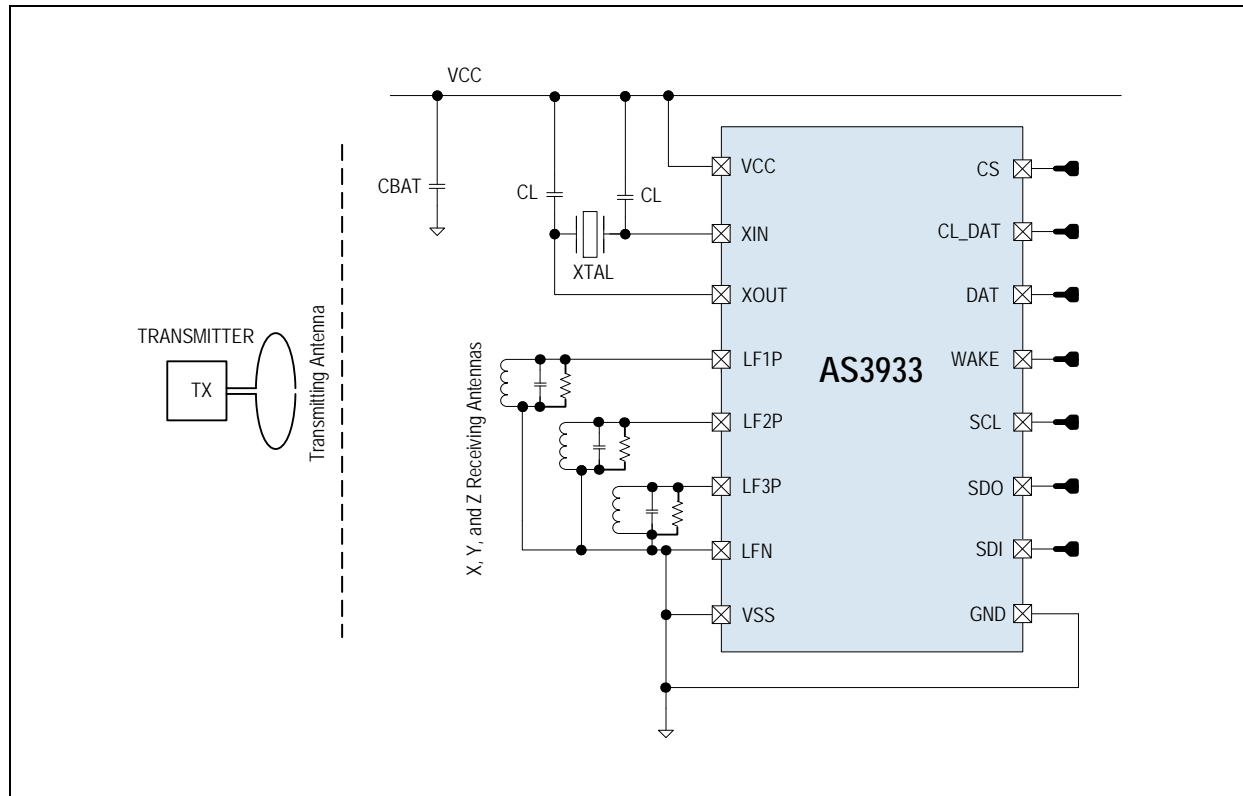 VCC
CBAT
CL
CL
XTAL
TRANSMITTER
TX
Transmitting Antenna
X, Y, and Z Receiving Antennas
AS3933
VCC
XIN
XOUT
LF1P
LF2P
LF3P
LFN
VSS
CS
CL_DAT
DAT
WAKE
SCL
SDO
SDI
GND